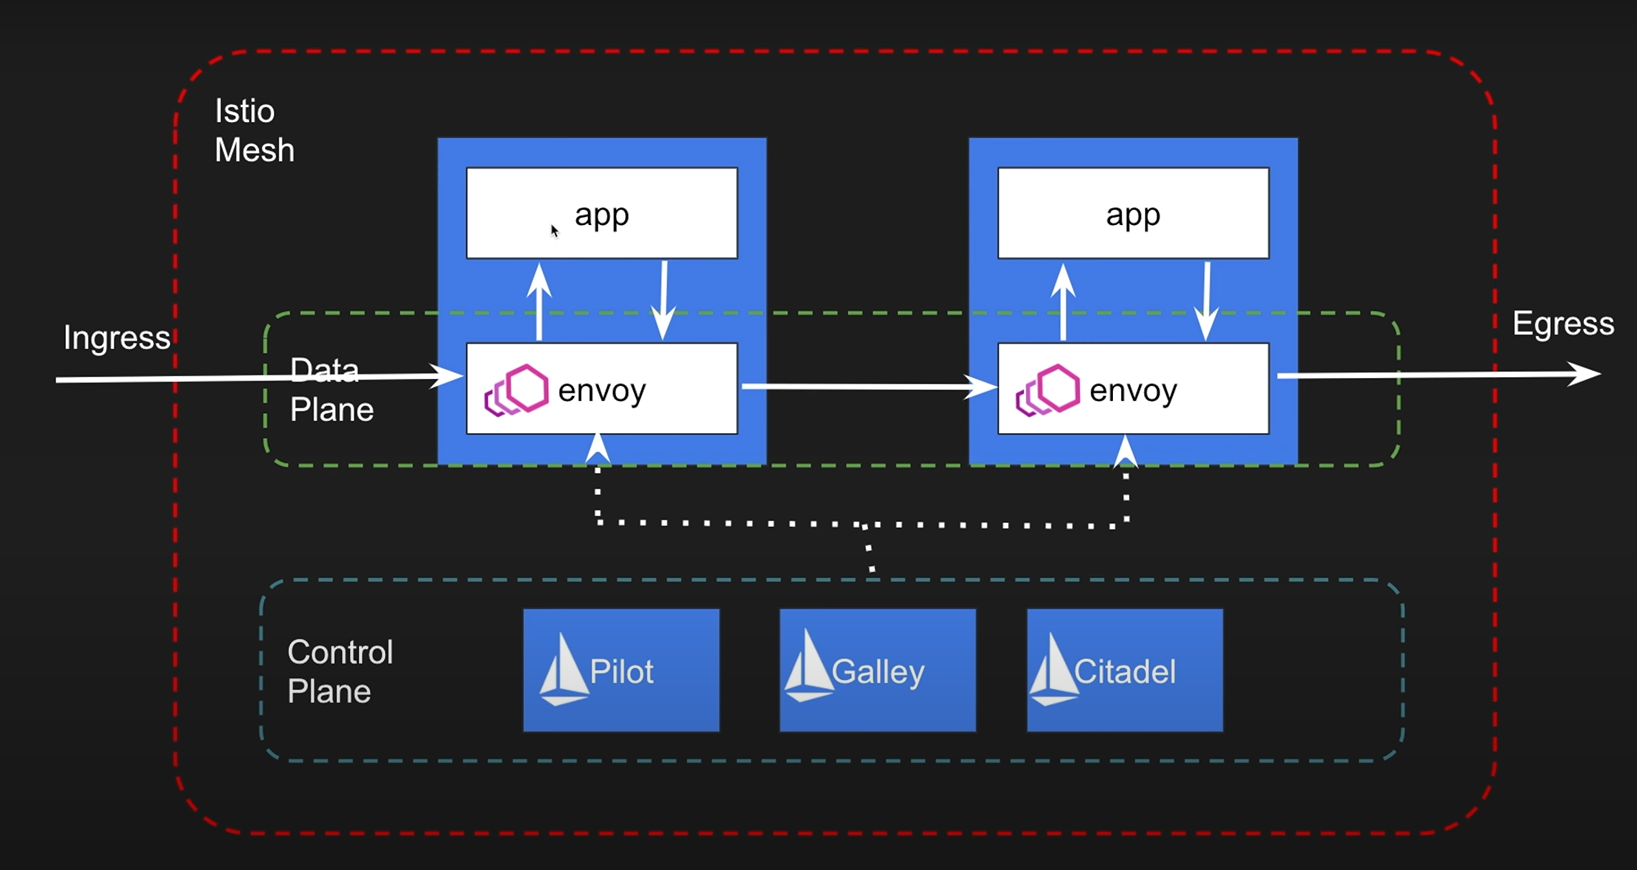 Istio
Mesh
app
app
Ingress
Egress
Data
Plane
envoy
envoy
Control
Plane
Pilot
Galley
Citadel